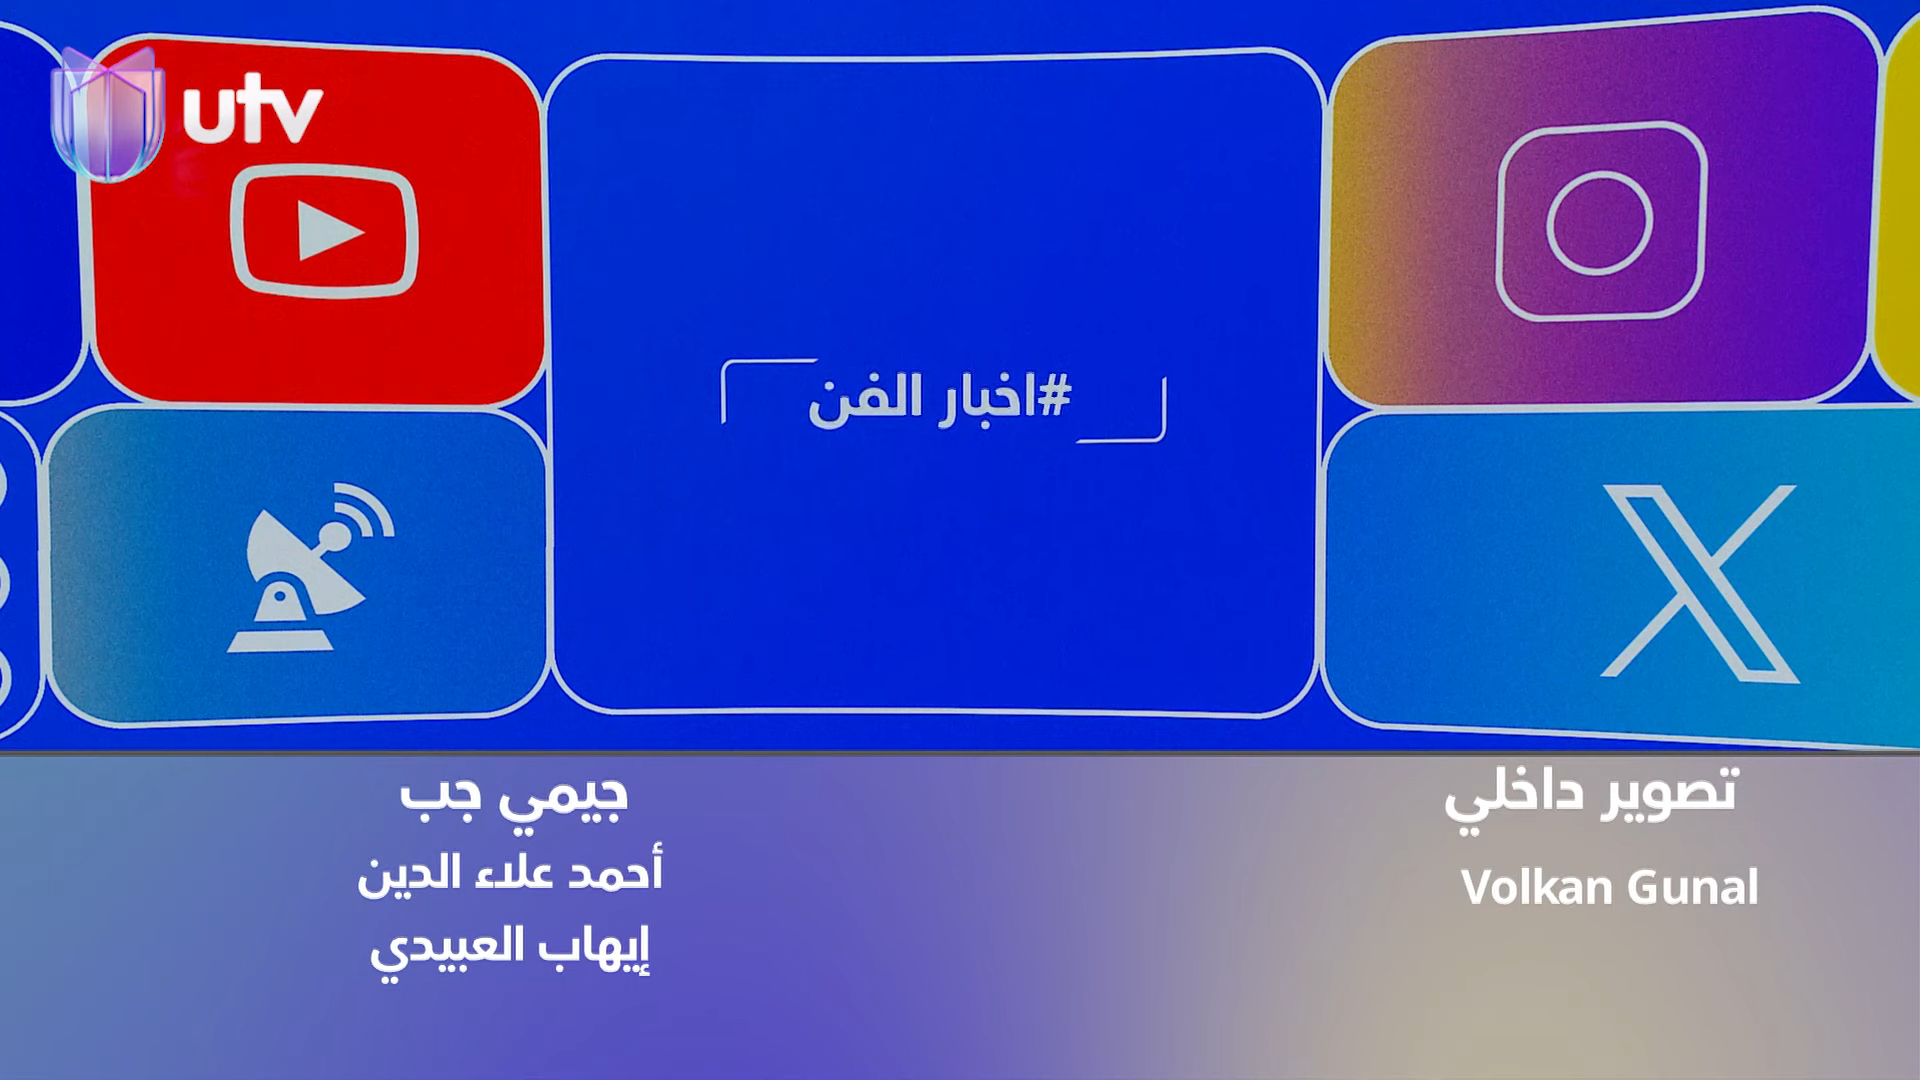 utv
#اخبار الفن
تصوير داخلي
Volkan Gunal
جيمي جب
أحمد علاء الدين
إيهاب العبيدي